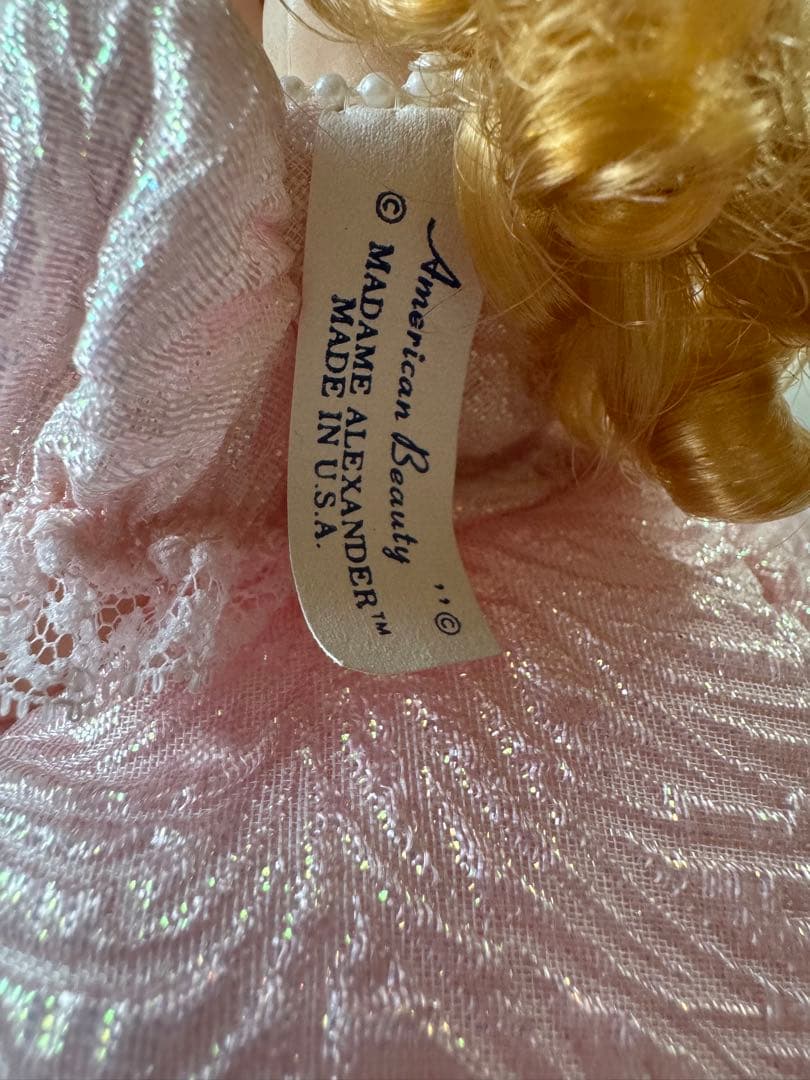 American Beauty ,,©
© MADAME ALEXANDER™
MADE IN U.S.A.